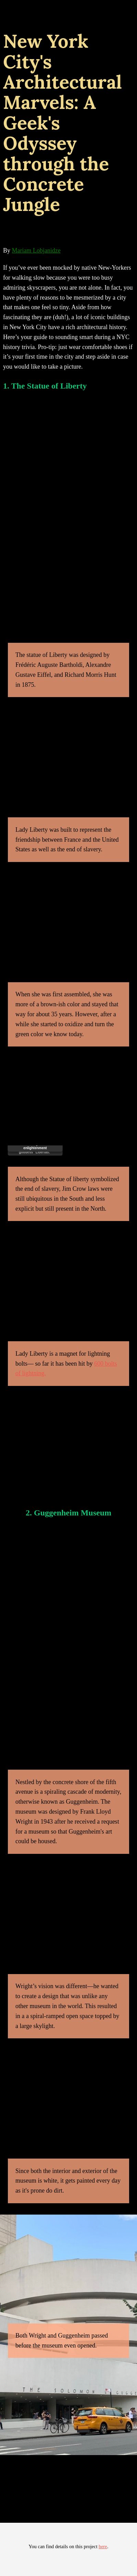 New York
City's
Architectural
Marvels: A
Geek's
Odyssey
through the
Concrete
Jungle
By Mariam Lobjanidze
If you’ve ever been mocked by native New-Yorkers
for walking slow because you were too busy
admiring skyscrapers, you are not alone. In fact, you
have plenty of reasons to be mesmerized by a city
that makes one feel so tiny. Aside from how
fascinating they are (duh!), a lot of iconic buildings
in New York City have a rich architectural history.
Here’s your guide to sounding smart during a NYC
history trivia. Pro-tip: just wear comfortable shoes if
it’s your first time in the city and step aside in case
you would like to take a picture.
1. The Statue of Liberty
The statue of Liberty was designed by
Frédéric Auguste Bartholdi, Alexandre
Gustave Eiffel, and Richard Morris Hunt
in 1875.
Lady Liberty was built to represent the
friendship between France and the United
States as well as the end of slavery.
When she was first assembled, she was
more of a brown-ish color and stayed that
way for about 35 years. However, after a
while she started to oxidize and turn the
green color we know today.
Although the Statue of liberty symbolized
the end of slavery, Jim Crow laws were
still ubiquitous in the South and less
explicit but still present in the North.
Lady Liberty is a magnet for lightning
bolts— so far it has been hit by
2. Guggenheim Museum
Nestled by the concrete shore of the fifth
avenue is a spiraling cascade of modernity,
otherwise known as Guggenheim. The
museum was designed by Frank Lloyd
Wright in 1943 after he received a request
for a museum so that Guggenheim's art
could be housed.
Wright’s vision was different—he wanted
to create a design that was unlike any
other museum in the world. This resulted
in a a spiral-ramped open space topped by
a large skylight.
Since both the interior and exterior of the
museum is white, it gets painted every day
as it's prone do dirt.
Both Wright and Guggenheim passed
before the museum even opened.
THE SOLOMON
You can find details on this project here.